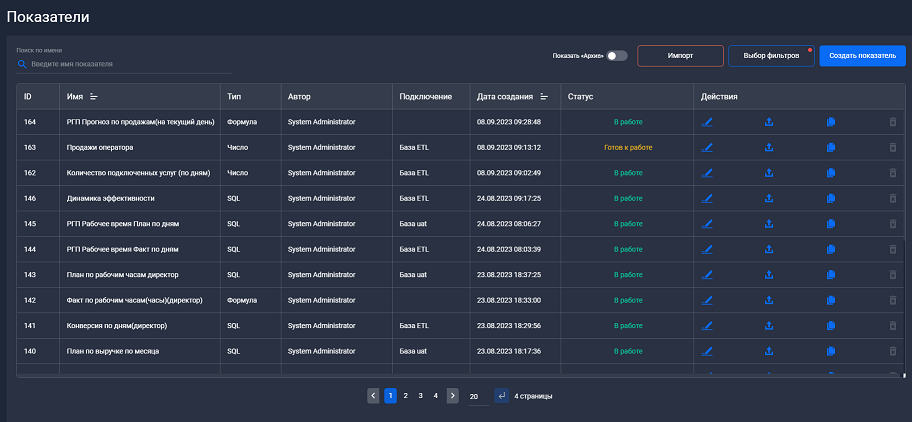 Показатели
Поиск по имени
Введите имя показателя
Показать «Архив»
Импорт
Выбор фильтров
Создать показатель
ID Имя Тип Автор Подключение Дата создания Статус Действия
164 РГП Прогноз по продажам(на текущий день) Формула System Administrator 08.09.2023 09:28:48 В работе
163 Продажи оператора Число System Administrator База ETL 08.09.2023 09:13:12 Готов к работе
162 Количество подключенных услуг (по дням) Число System Administrator База ETL 08.09.2023 09:02:49 В работе
146 Динамика эффективности SQL System Administrator База ETL 24.08.2023 09:17:25 В работе
145 РГП Рабочее время План по дням SQL System Administrator База uat 24.08.2023 08:06:27 В работе
144 РГП Рабочее время Факт по дням SQL System Administrator База ETL 24.08.2023 08:03:39 В работе
143 План по рабочим часам директор SQL System Administrator База uat 23.08.2023 18:37:25 В работе
142 Факт по рабочим часам(часы)(директор) Формула System Administrator 23.08.2023 18:33:00 В работе
141 Конверсия по дням(директор) SQL System Administrator База ETL 23.08.2023 18:29:56 В работе
140 План по выручке по месяца SQL System Administrator База uat 23.08.2023 18:17:36 В работе
1 2 3 4 20 4 страницы